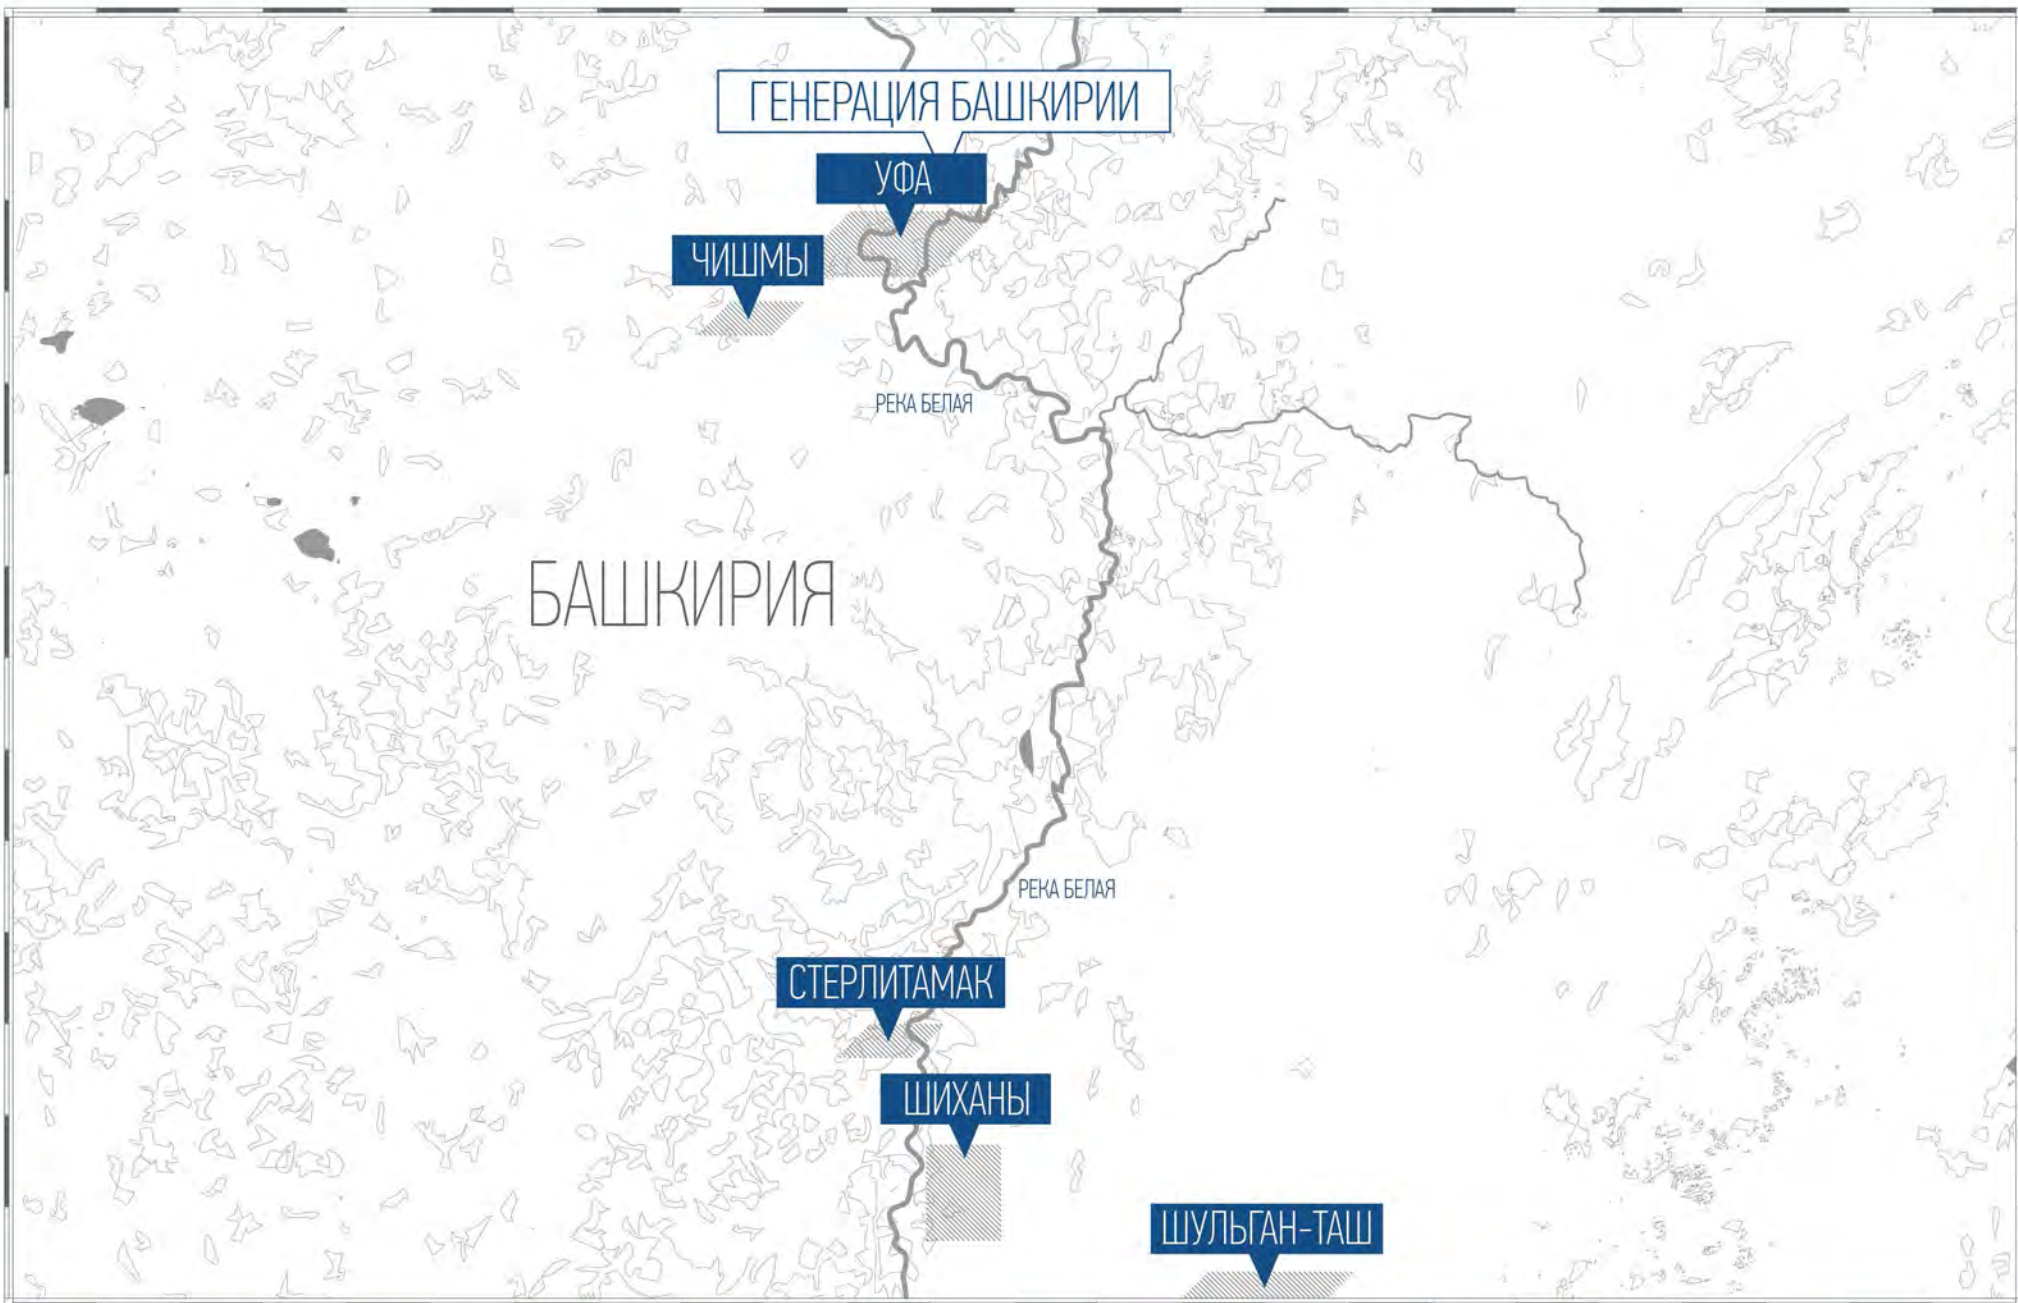 ГЕНЕРАЦИЯ БАШКИРИИ
УФА
ЧИШМЫ
РЕКА БЕЛАЯ
БАШКИРИЯ
РЕКА БЕЛАЯ
СТЕРЛИТАМАК
ШИХАНЫ
ШУЛЬГАН-ТАШ